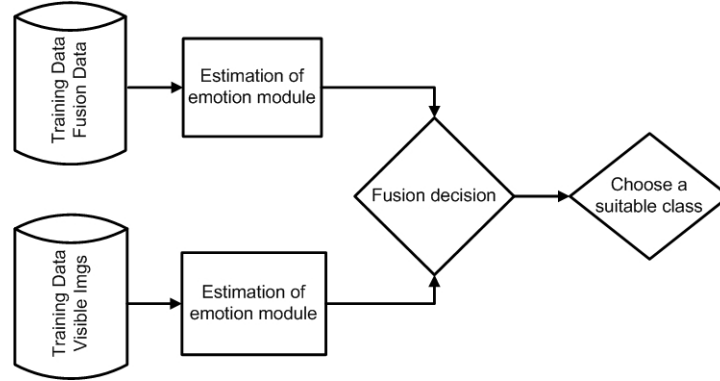 Training Data
Fusion Data
Estimation of
emotion module
Fusion decision
Choose a
suitable class
Training Data
Visible Imgs
Estimation of
emotion module